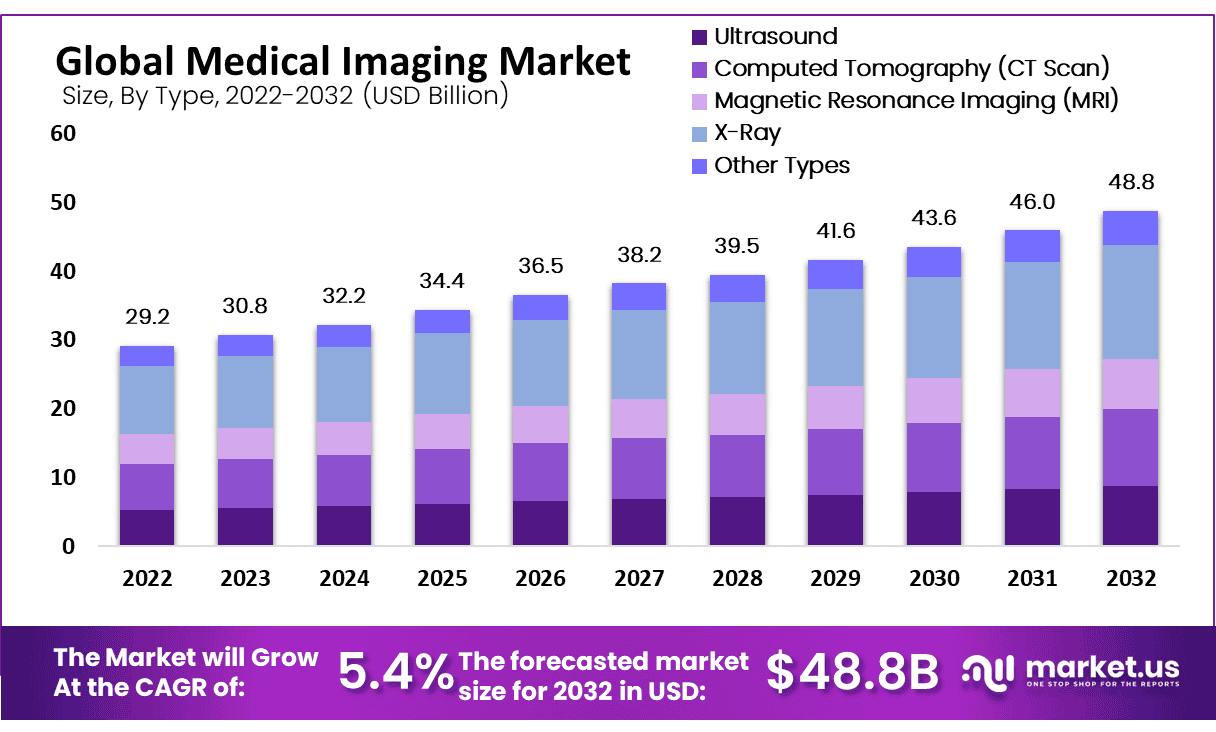 Global Medical Imaging Market
Size, By Type, 2022-2032 (USD Billion)
Ultrasound
Computed Tomography (CT Scan)
Magnetic Resonance Imaging (MRI)
X-Ray
Other Types
60
50
40
30
20
10
0
29.2
30.8
32.2
34.4
36.5
38.2
39.5
41.6
43.6
46.0
48.8
2022 2023 2024 2025 2026 2027 2028 2029 2030 2031 2032
The Market will Grow
At the CAGR of:
5.4%
The forecasted market
size for 2032 in USD:
$48.8B
market.us
ONE STOP SHOP FOR THE REPORTS